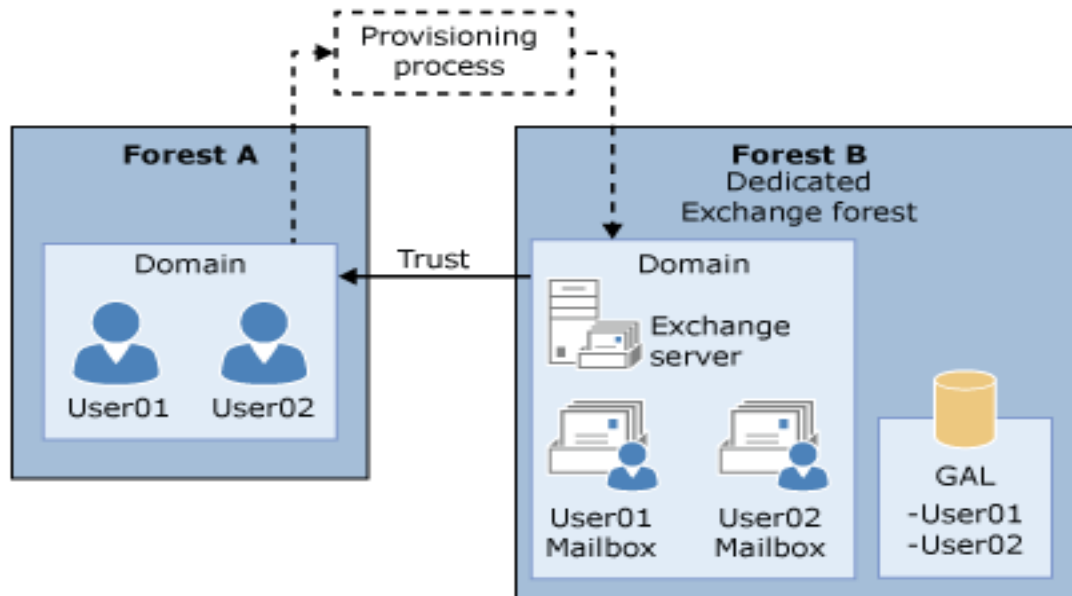 Provisioning
process
Forest A
Domain
User01
User02
Trust
Forest B
Dedicated
Exchange forest
Domain
Exchange
server
User01
Mailbox
User02
Mailbox
GAL
-User01
-User02